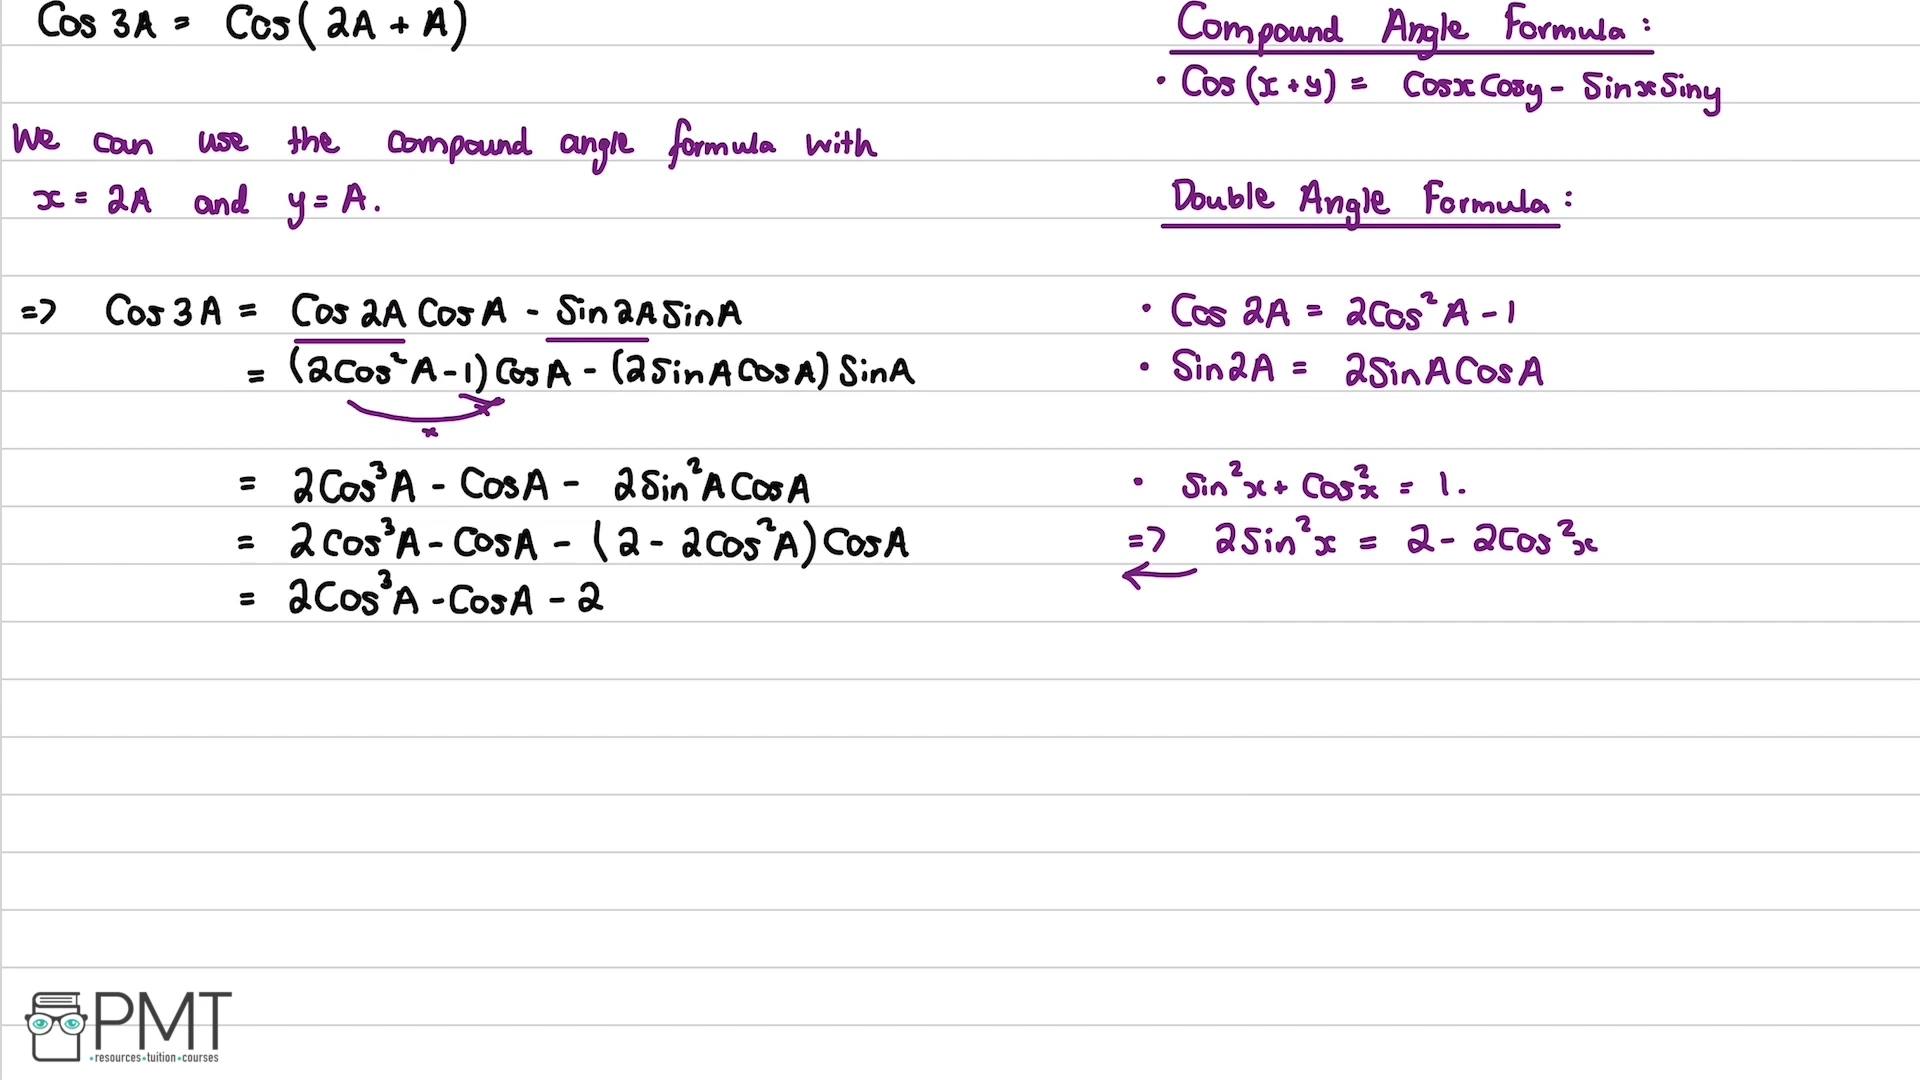 Cos 3A = Cos(2A + A)
We can use the compound angle formula with
x = 2A and y = A.
=> Cos 3A = Cos 2A Cos A - Sin 2A Sin A
= (2Cos²A - 1) Cos A - (2 Sin A Cos A) Sin A
x
= 2Cos³A - Cos A - 2Sin²A Cos A
= 2Cos³A - Cos A - (2 - 2Cos²A) Cos A
= 2Cos³A - Cos A - 2
Compound Angle Formula:
• Cos(x + y) = Cosx Cosy - Sinx Siny
Double Angle Formula:
• Cos 2A = 2Cos²A - 1
• Sin2A = 2SinA Cos A
• Sin²x + Cos²x = 1.
=> 2Sin²x = 2 - 2Cos²x
PMT
•resources•tuition•courses